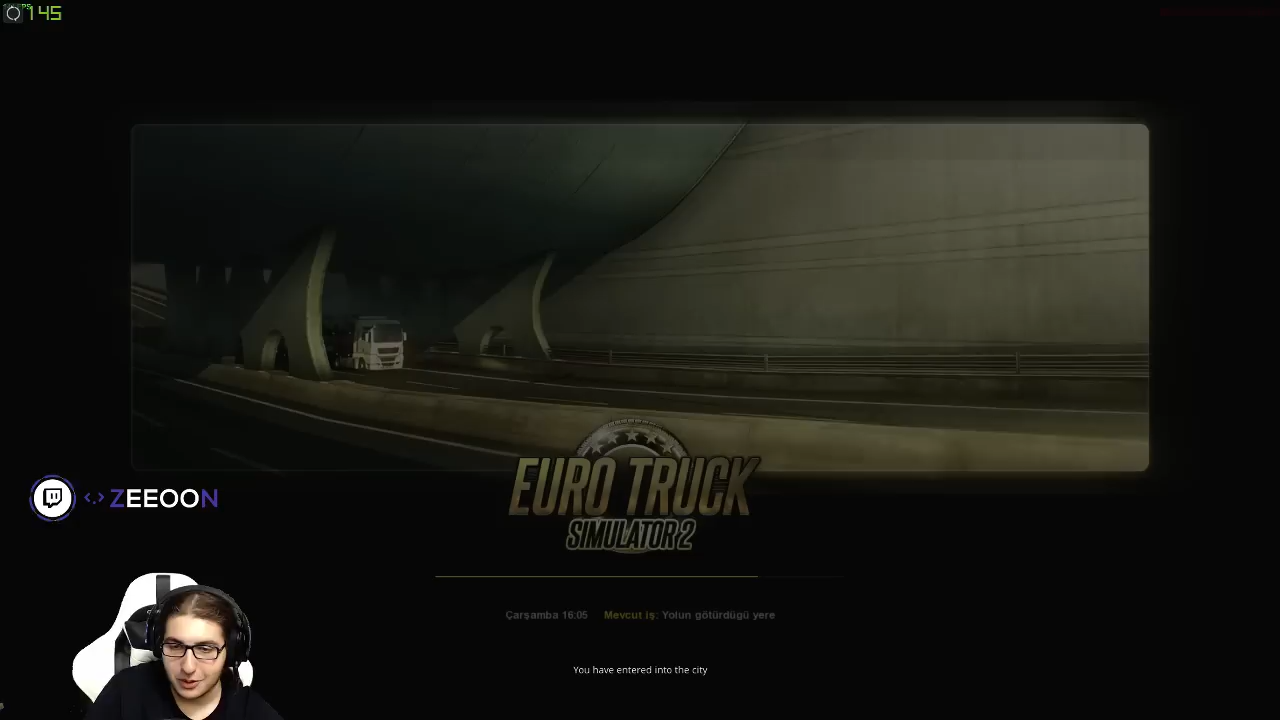 145
EURO TRUCK
SIMULATOR 2
<.> ZEEOON
Çarşamba 16:05 Mevcut iş: Yolun götürdüğü yere
You have entered into the city